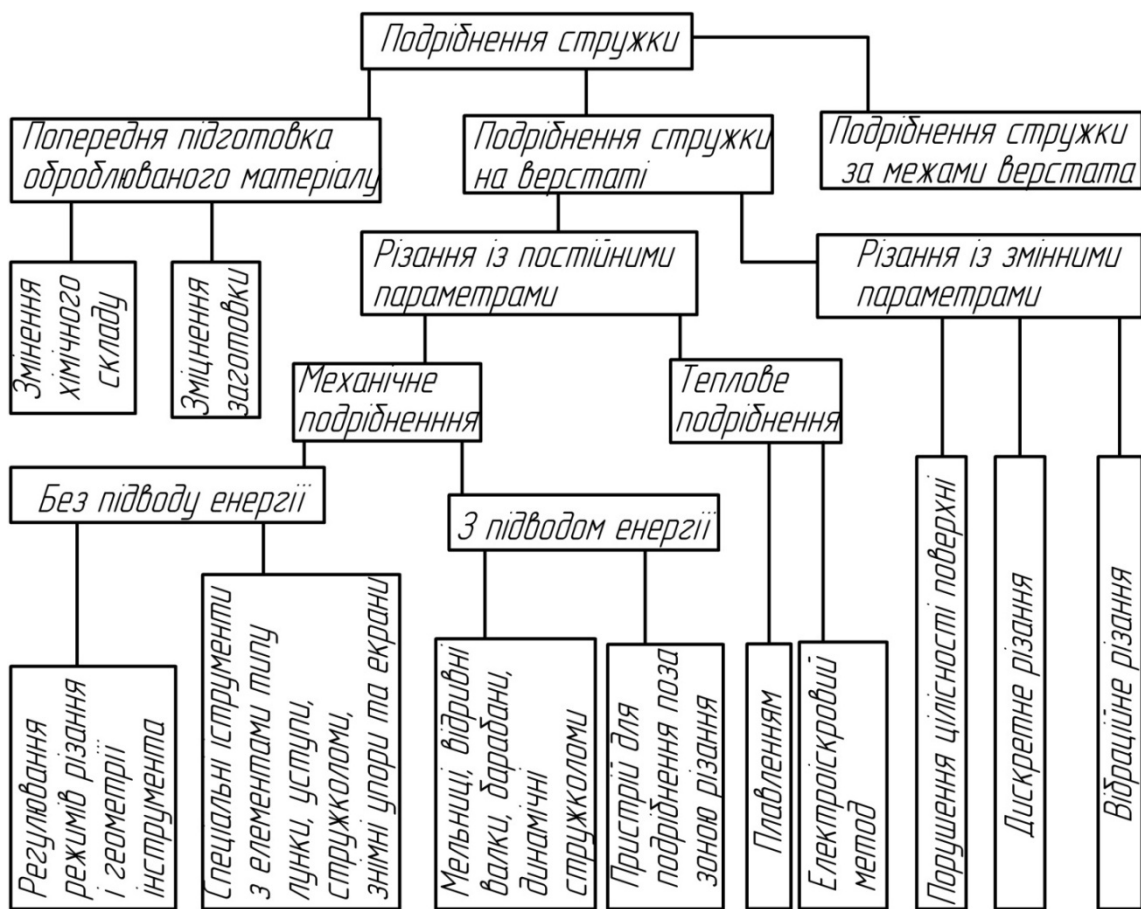 Подрібнення стружки
Попередня підготовка
оброблюваного матеріалу
Подрібнення стружки
на верстаті
Подрібнення стружки
за межами верстата
Змінення
хімічного
складу
Зміцнення
заготовки
Різання із постійними
параметрами
Різання із змінними
параметрами
Механічне
подрібненння
Теплове
подрібнення
Без підводу енергії
З підводом енергії
Регулювання
режимів різання
і геометрії
інструмента
Спеціальні іструменти
з елементами типу
лунки, уступи,
стружколоми,
знімні упори та екрани
Мельниці, відривні
валки, барабани,
динамічні
стружколоми
Пристрій для
подрібнення поза
зоною різання
Плавленням
Електроіскровий
метод
Порушення цілісності поверхні
Дискретне різання
Вібраційне різання